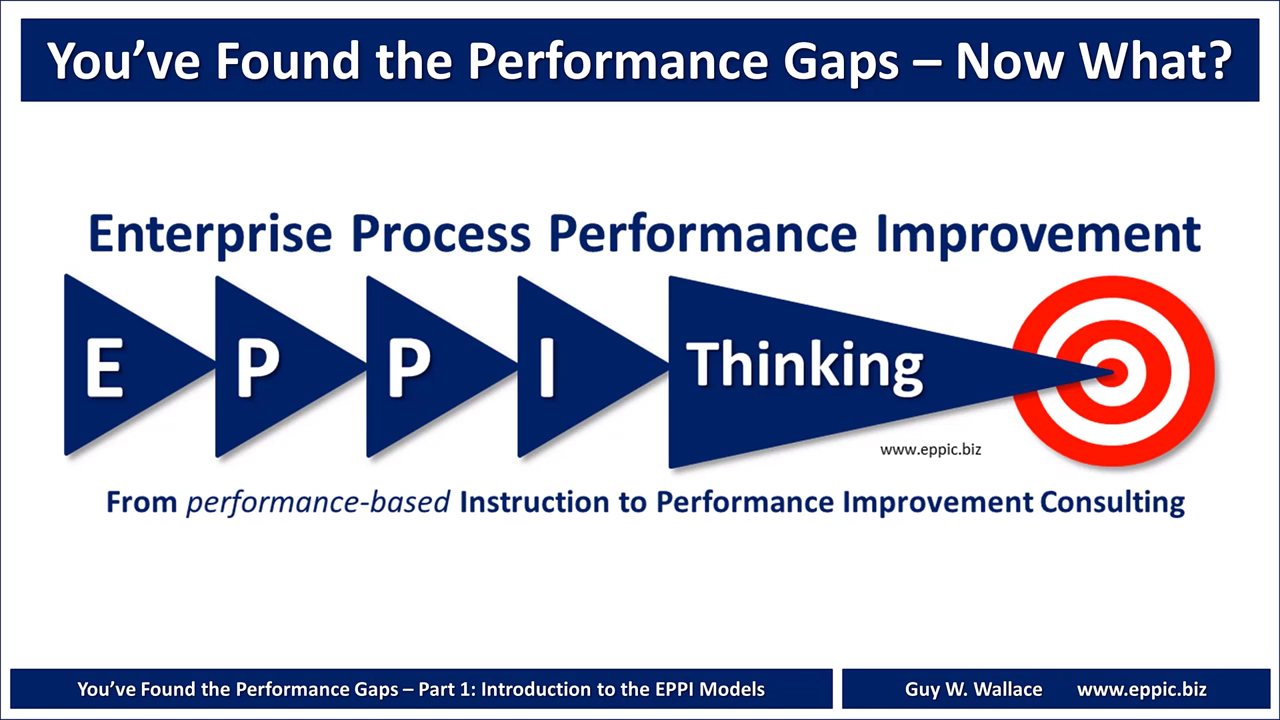 You’ve Found the Performance Gaps – Now What?
Enterprise Process Performance Improvement
E P P I Thinking
www.eppic.biz
From performance-based Instruction to Performance Improvement Consulting
You’ve Found the Performance Gaps – Part 1: Introduction to the EPPI Models
Guy W. Wallace www.eppic.biz